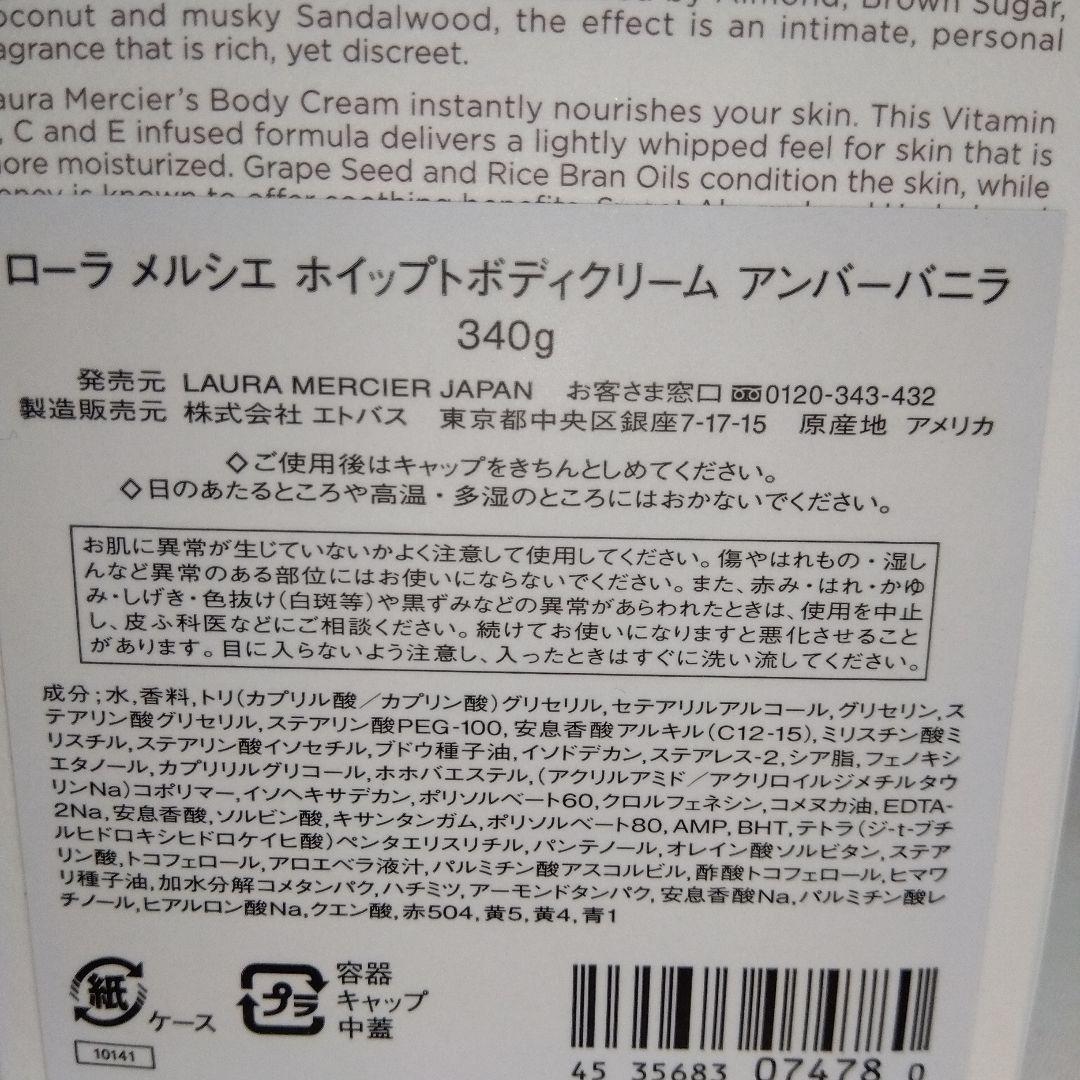 Almond, Brown Sugar,
and musky Sandalwood, the effect is an intimate, personal
that is rich, yet discreet.
Mercier's Body Cream instantly nourishes your skin. This Vitamin
, C and E infused formula delivers a lightly whipped feel for skin that is
moisturized. Grape Seed and Rice Bran Oils condition the skin, while
is known to offer soothing benefits.
ローラ メルシエ ホイップトボディクリーム アンバーバニラ
340g
発売元 LAURA MERCIER JAPAN お客さま窓口 0120-343-432
製造販売元 株式会社 エトバス 東京都中央区銀座7-17-15 原産地 アメリカ
◇ご使用後はキャップをきちんとしめてください。
◇日のあたるところや高温・多湿のところにはおかないでください。
お肌に異常が生じていないかよく注意して使用してください。傷やはれもの・湿し
んなど異常のある部位にはお使いにならないでください。また、赤み・はれ・かゆ
み・しげき・色抜け(白斑等)や黒ずみなどの異常があらわれたときは、使用を中止
し、皮ふ科医などにご相談ください。続けてお使いになりますと悪化させること
があります。目に入らないよう注意し、入ったときはすぐに洗い流してください。
成分;水,香料,トリ(カプリル酸/カプリン酸)グリセリル,セテアリルアルコール,グリセリン,ス
テアリン酸グリセリル,ステアリン酸PEG-100,安息香酸アルキル(C12-15),ミリスチン酸ミ
リスチル,ステアリン酸イソセチル,ブドウ種子油,イソドデカン,ステアレス-2,シア脂,フェノキシ
エタノール,カプリリルグリコール,ホホバエステル,(アクリルアミド/アクリロイルジメチルタウ
リンNa)コポリマー,イソヘキサデカン,ポリソルベート60,クロルフェネシン,コメヌカ油,EDTA-
2Na,安息香酸,ソルビン酸,キサンタンガム,ポリソルベート80,AMP,BHT,テトラ(ジ-t-ブチ
ルヒドロキシヒドロケイヒ酸)ペンタエリスリチル,パンテノール,オレイン酸ソルビタン,ステア
リン酸,トコフェロール,アロエベラ液汁,パルミチン酸アスコルビル,酢酸トコフェロール,ヒマワ
リ種子油,加水分解コメタンパク,ハチミツ,アーモンドタンパク,安息香酸Na,パルミチン酸レ
チノール,ヒアルロン酸Na,クエン酸,赤504,黄5,黄4,青1
紙 ケース
プラ 容器
キャップ
中蓋
10141
45 35683 07478 0